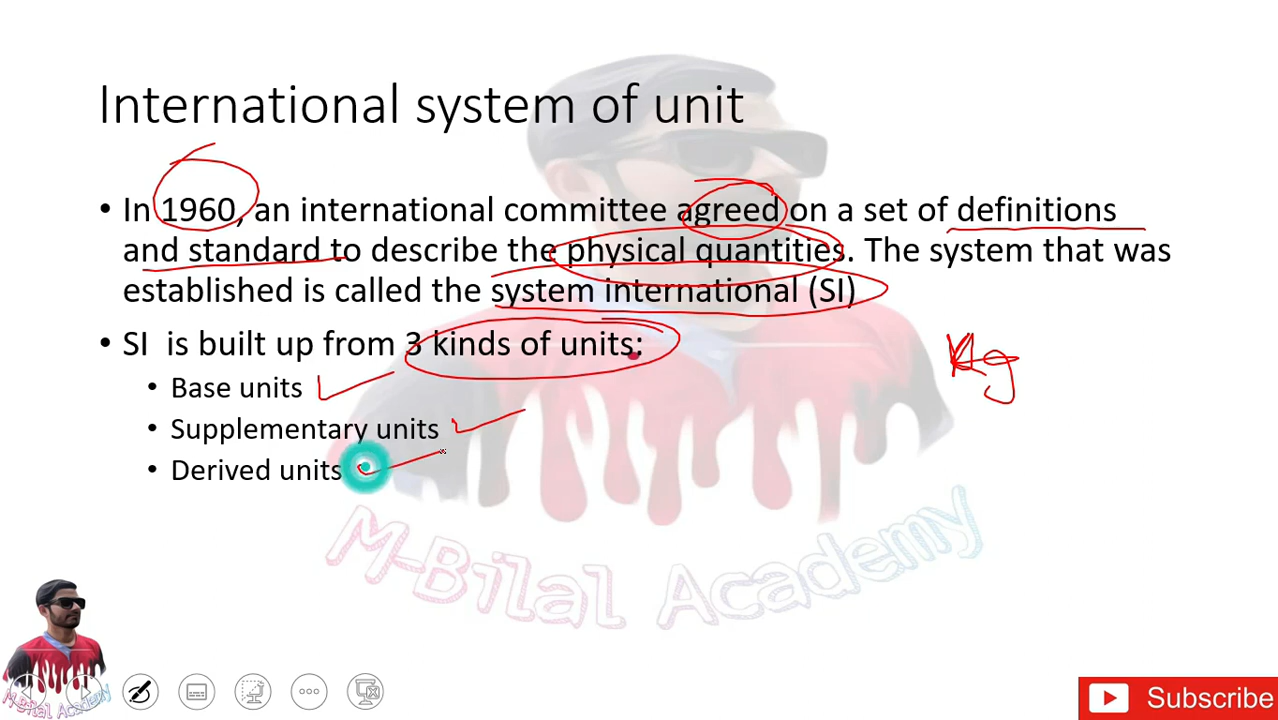 International system of unit
• In 1960, an international committee agreed on a set of definitions
and standard to describe the physical quantities. The system that was
established is called the system international (SI)
• SI is built up from 3 kinds of units:
Kg
• Base units
• Supplementary units
• Derived units
M-Bilal Academy
M-Bilal Academy
Subscribe